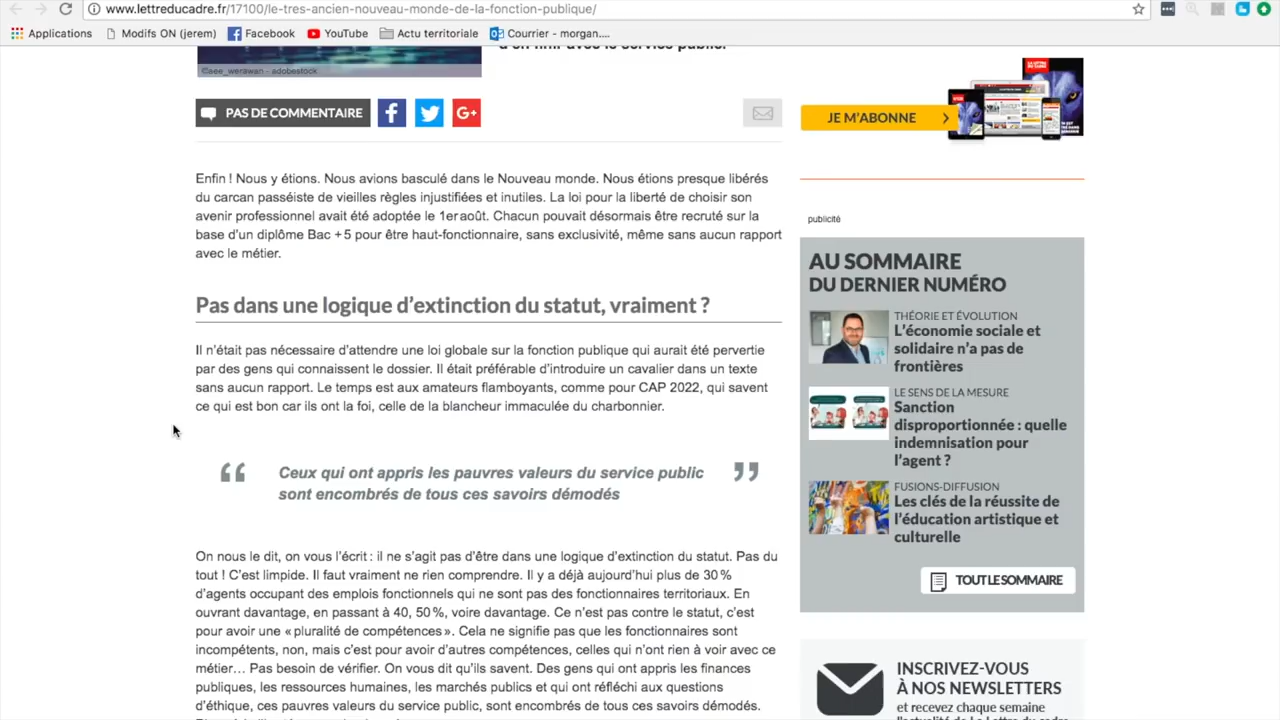 www.lettreducadre.fr/17100/le-tres-ancien-nouveau-monde-de-la-fonction-publique/
Applications
Modifs ON (jerem)
Facebook
YouTube
Actu territoriale
Courrier - morgan....
©aee_werawan - adobestock
d'en finir avec le service public.
PAS DE COMMENTAIRE
JE M'ABONNE
Enfin ! Nous y étions. Nous avions basculé dans le Nouveau monde. Nous étions presque libérés
du carcan passéiste de vieilles règles injustifiées et inutiles. La loi pour la liberté de choisir son
avenir professionnel avait été adoptée le 1er août. Chacun pouvait désormais être recruté sur la
base d'un diplôme Bac +5 pour être haut-fonctionnaire, sans exclusivité, même sans aucun rapport
avec le métier.
Pas dans une logique d'extinction du statut, vraiment ?
Il n'était pas nécessaire d'attendre une loi globale sur la fonction publique qui aurait été pervertie
par des gens qui connaissent le dossier. Il était préférable d'introduire un cavalier dans un texte
sans aucun rapport. Le temps est aux amateurs flamboyants, comme pour CAP 2022, qui savent
ce qui est bon car ils ont la foi, celle de la blancheur immaculée du charbonnier.
“ Ceux qui ont appris les pauvres valeurs du service public ”
sont encombrés de tous ces savoirs démodés
On nous le dit, on vous l'écrit : il ne s'agit pas d'être dans une logique d'extinction du statut. Pas du
tout ! C'est limpide. Il faut vraiment ne rien comprendre. Il y a déjà aujourd'hui plus de 30 %
d'agents occupant des emplois fonctionnels qui ne sont pas des fonctionnaires territoriaux. En
ouvrant davantage, en passant à 40, 50 %, voire davantage. Ce n'est pas contre le statut, c'est
pour avoir une « pluralité de compétences ». Cela ne signifie pas que les fonctionnaires sont
incompétents, non, mais c'est pour avoir d'autres compétences, celles qui n'ont rien à voir avec ce
métier… Pas besoin de vérifier. On vous dit qu'ils savent. Des gens qui ont appris les finances
publiques, les ressources humaines, les marchés publics et qui ont réfléchi aux questions
d'éthique, ces pauvres valeurs du service public, sont encombrés de tous ces savoirs démodés.
publicité
AU SOMMAIRE
DU DERNIER NUMÉRO
THÉORIE ET ÉVOLUTION
L'économie sociale et
solidaire n'a pas de
frontières
LE SENS DE LA MESURE
Sanction
disproportionnée : quelle
indemnisation pour
l'agent ?
FUSIONS-DIFFUSION
Les clés de la réussite de
l'éducation artistique et
culturelle
TOUT LE SOMMAIRE
INSCRIVEZ-VOUS
À NOS NEWSLETTERS
et recevez chaque semaine
l'actualité de La Lettre du cadre